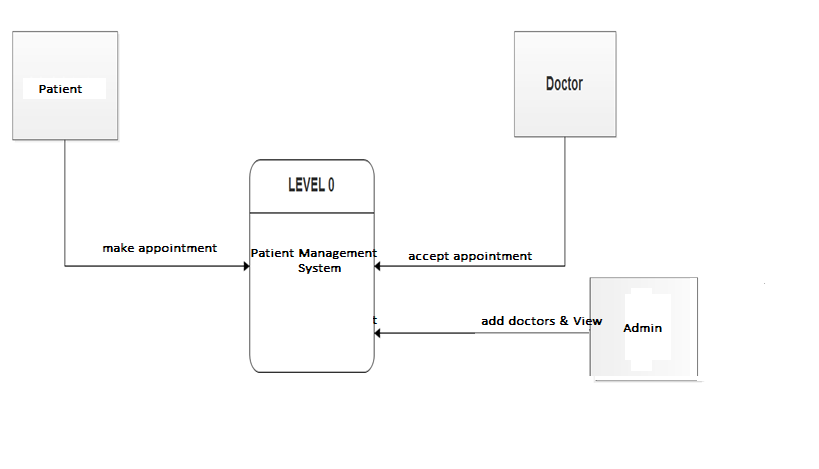 Patient
Doctor
LEVEL 0
make appointment
Patient Management
System
accept appointment
t
add doctors & View
Admin